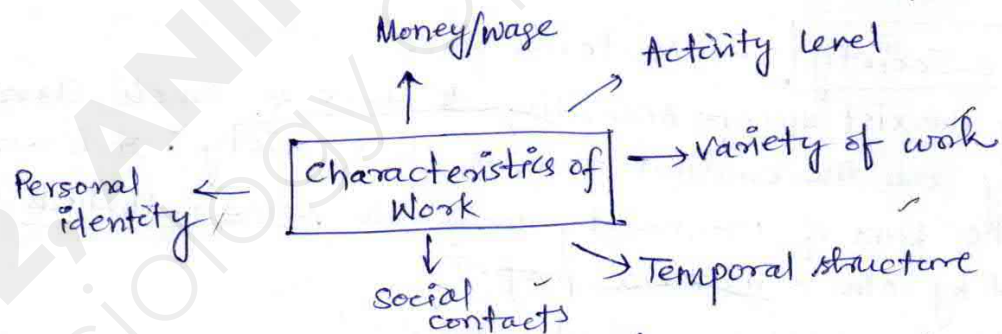 Money/wage
Activity level
Characteristics of
Work
Variety of work
Personal
identity
Temporal structure
Social
contacts